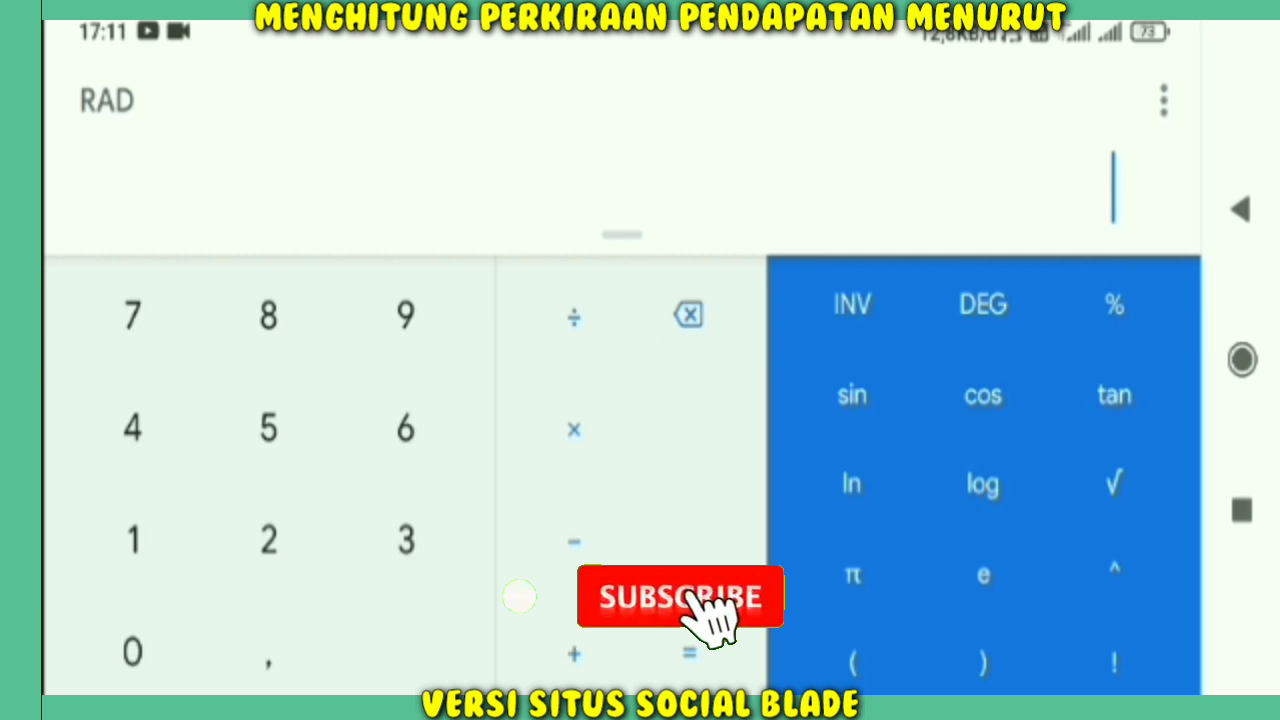 MENGHITUNG PERKIRAAN PENDAPATAN MENURUT
17:11 73
RAD
7 8 9 ÷ INV DEG %
4 5 6 × sin cos tan
1 2 3 − ln log √
SUBSCRIBE π e ^
0 , + = ( ) !
VERSI SITUS SOCIAL BLADE